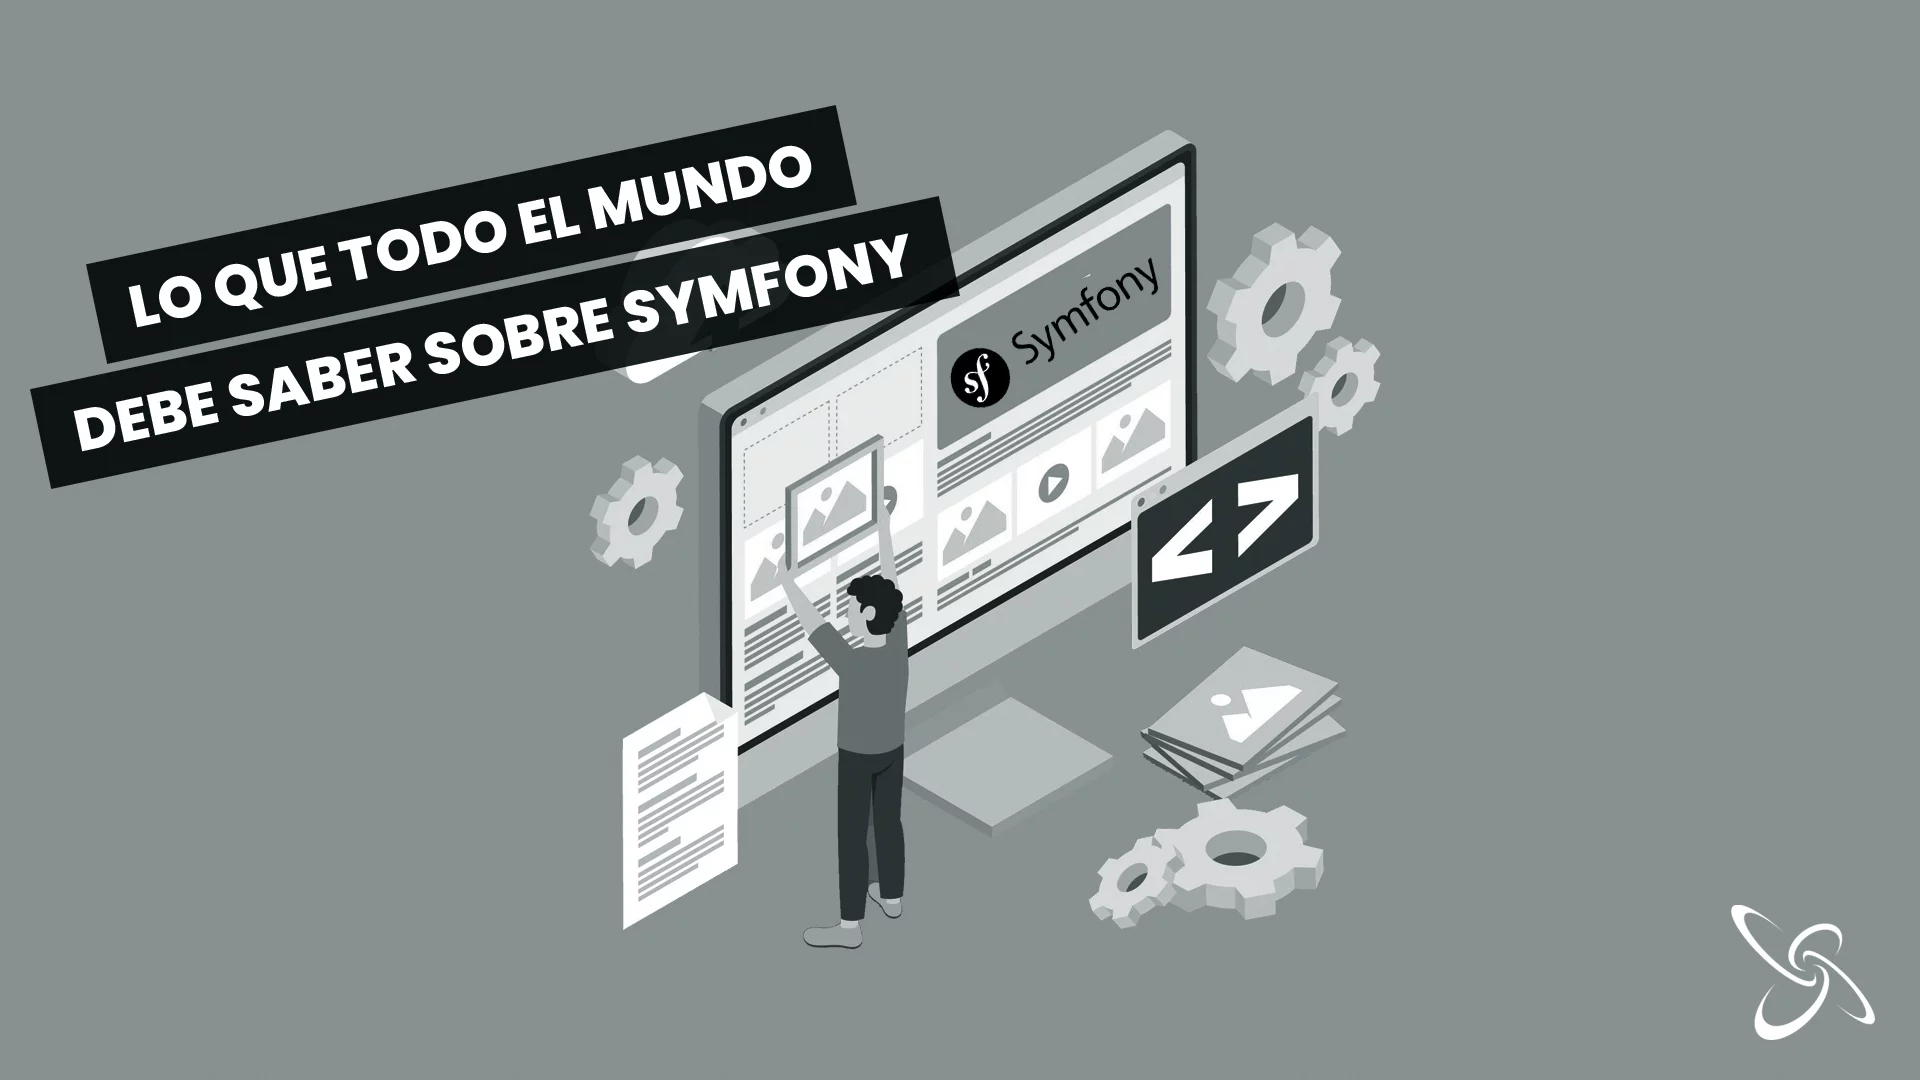 LO QUE TODO EL MUNDO
DEBE SABER SOBRE SYMFONY
sf Symfony
< >